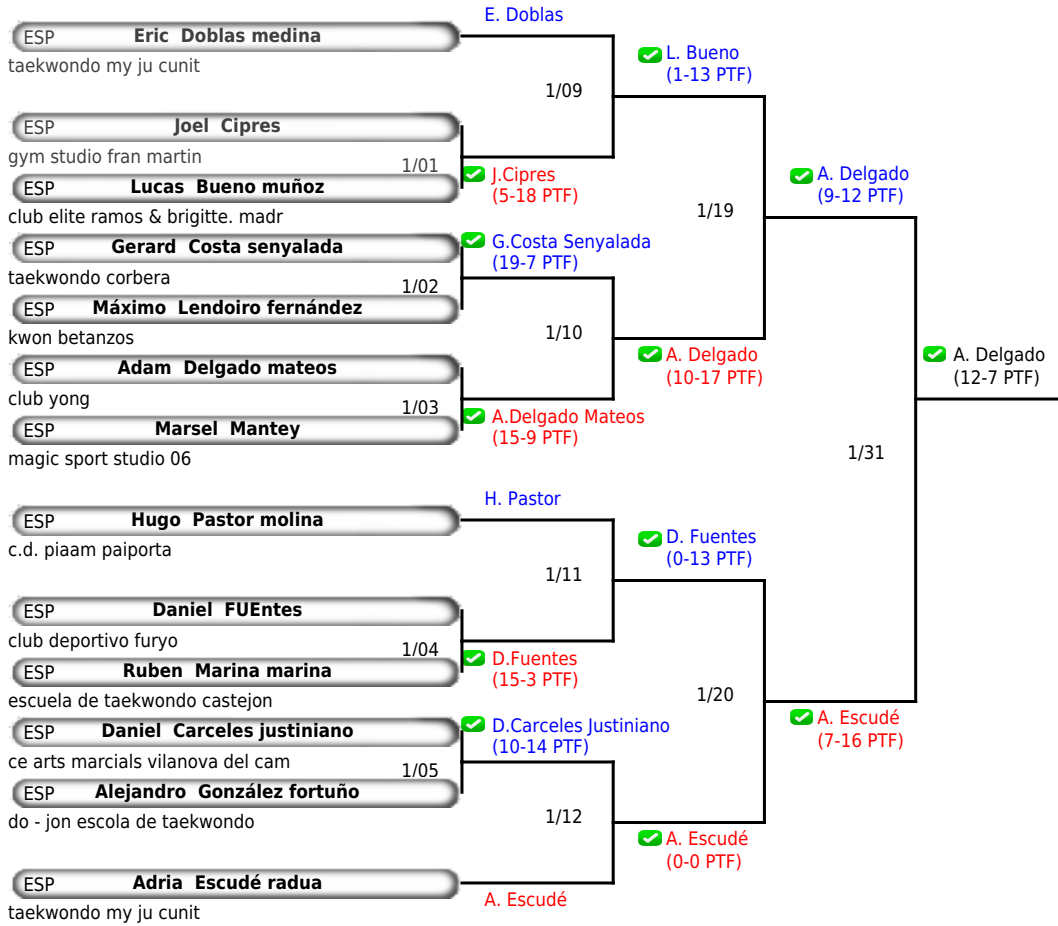 E. Doblas
ESP Eric Doblas medina
taekwondo my ju cunit
L. Bueno
(1-13 PTF)
1/09
ESP Joel Cipres
gym studio fran martin
1/01
J.Cipres
(5-18 PTF)
ESP Lucas Bueno muñoz
club elite ramos & brigitte. madr
A. Delgado
(9-12 PTF)
1/19
ESP Gerard Costa senyalada
taekwondo corbera
G.Costa Senyalada
(19-7 PTF)
1/02
ESP Máximo Lendoiro fernández
kwon betanzos
1/10
A. Delgado
(10-17 PTF)
A. Delgado
(12-7 PTF)
ESP Adam Delgado mateos
club yong
1/03
A.Delgado Mateos
(15-9 PTF)
ESP Marsel Mantey
magic sport studio 06
1/31
H. Pastor
ESP Hugo Pastor molina
c.d. piaam paiporta
D. Fuentes
(0-13 PTF)
1/11
ESP Daniel FUEntes
club deportivo furyo
1/04
D.Fuentes
(15-3 PTF)
ESP Ruben Marina marina
escuela de taekwondo castejon
1/20
A. Escudé
(7-16 PTF)
ESP Daniel Carceles justiniano
ce arts marcials vilanova del cam
D.Carceles Justiniano
(10-14 PTF)
1/05
ESP Alejandro González fortuño
do - jon escola de taekwondo
1/12
A. Escudé
(0-0 PTF)
ESP Adria Escudé radua
taekwondo my ju cunit
A. Escudé